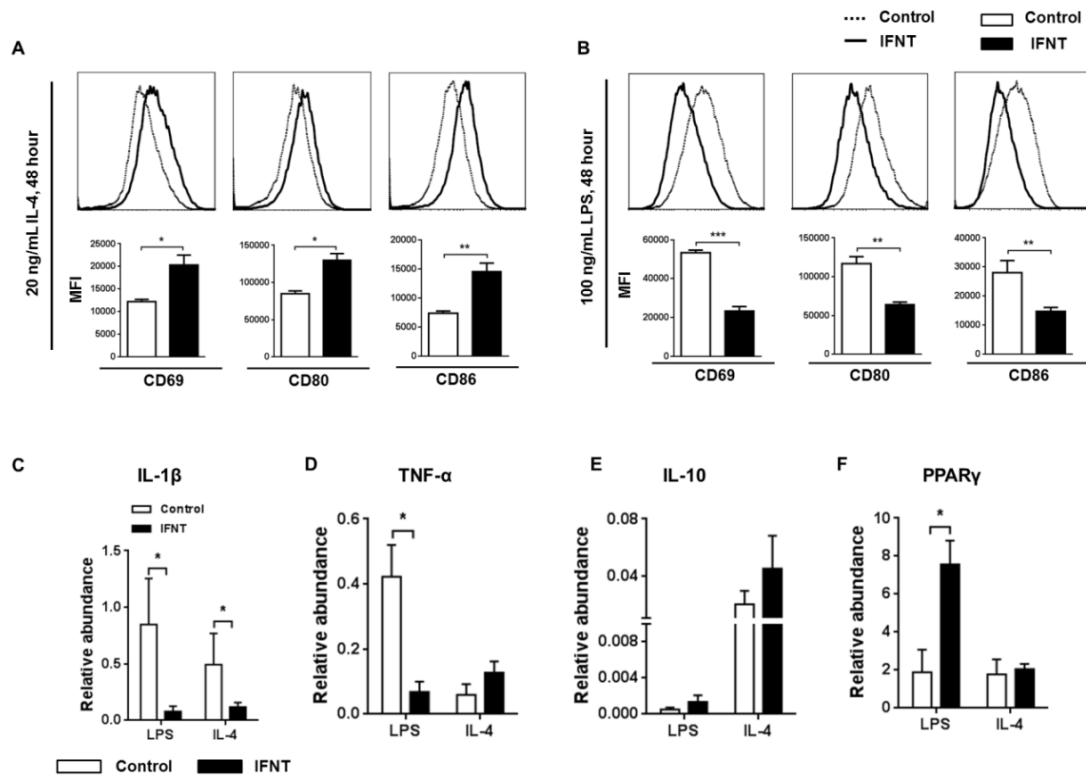 Control Control
IFNT IFNT
A
B
20 ng/mL IL-4, 48 hour
MFI
25000
20000
15000
10000
5000
0
*
CD69
150000
100000
50000
0
*
CD80
20000
15000
10000
5000
0
**
CD86
100 ng/mL LPS, 48 hour
MFI
60000
40000
20000
0
***
CD69
150000
100000
50000
0
**
CD80
40000
30000
20000
10000
0
**
CD86
C IL-1β
Control
IFNT
Relative abundance
1.5
1.0
0.5
0.0
*
*
LPS IL-4
D TNF-α
Relative abundance
0.6
0.4
0.2
0.0
*
LPS IL-4
E IL-10
Relative abundance
0.08
0.04
0.008
0.004
0.000
LPS IL-4
F PPARγ
Relative abundance
10
8
6
4
2
0
*
LPS IL-4
Control IFNT